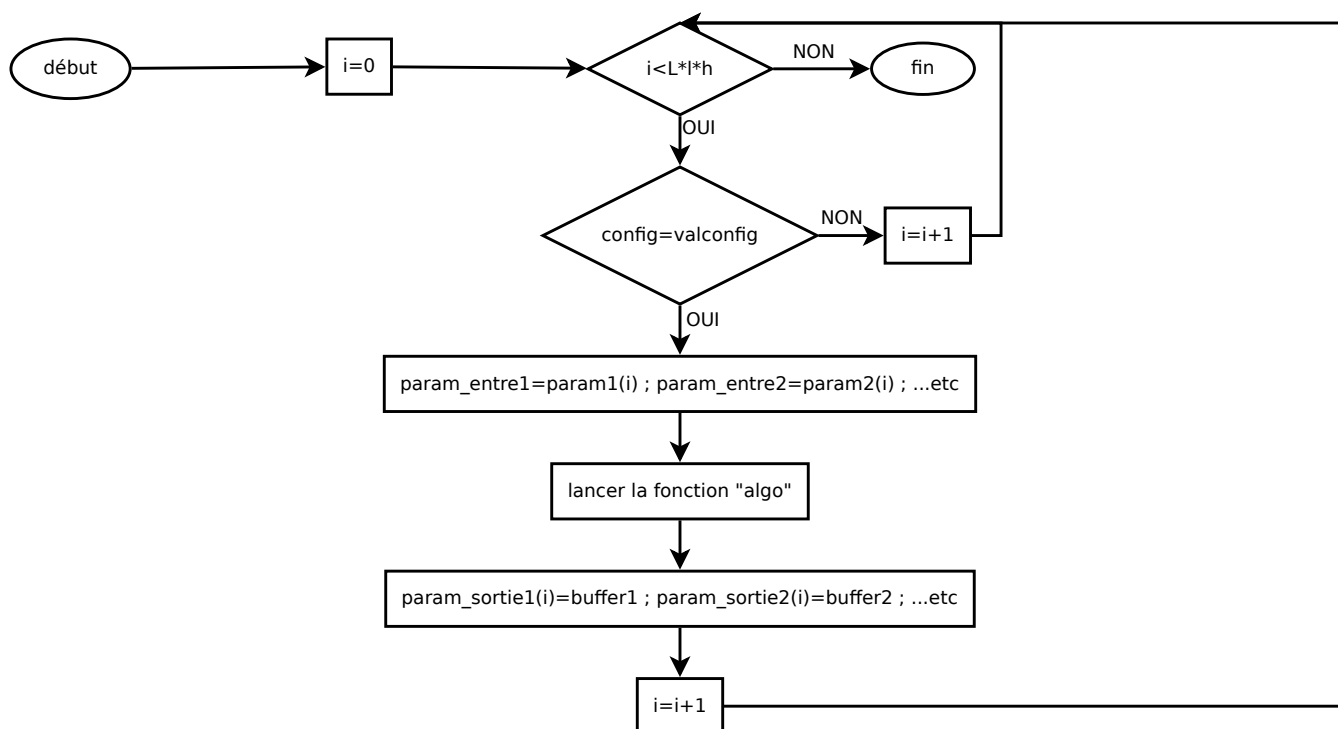 début
i=0
i<L*l*h
NON
fin
OUI
config=valconfig
NON
i=i+1
OUI
param_entre1=param1(i) ; param_entre2=param2(i) ; ...etc
lancer la fonction "algo"
param_sortie1(i)=buffer1 ; param_sortie2(i)=buffer2 ; ...etc
i=i+1